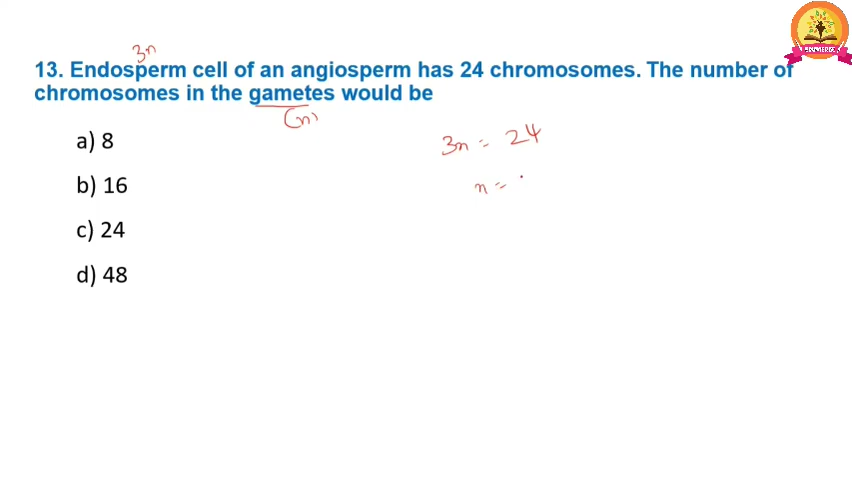 3n
13. Endosperm cell of an angiosperm has 24 chromosomes. The number of
chromosomes in the gametes would be
(n)
a) 8
3n = 24
b) 16
n =
c) 24
d) 48
EDUMERGE